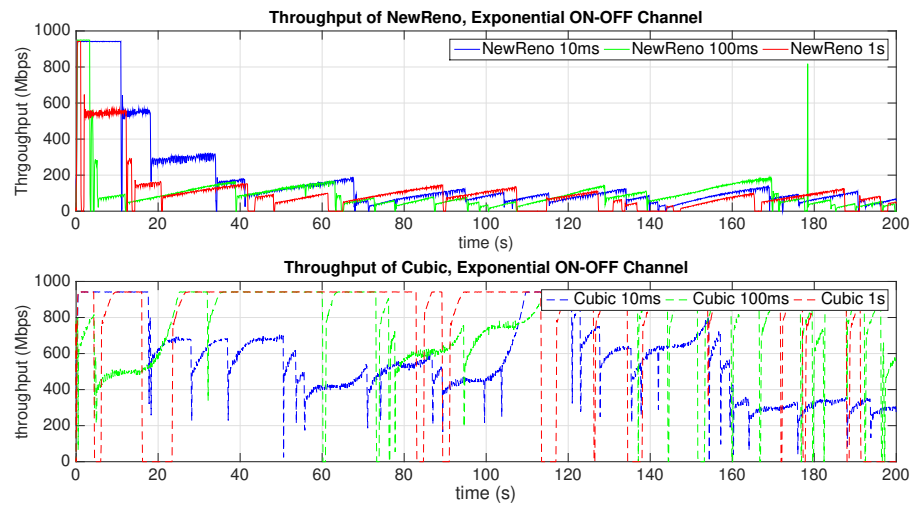 Throughput of NewReno, Exponential ON-OFF Channel
1000
800
600
400
200
0
Thrgoughput (Mbps)
NewReno 10ms NewReno 100ms NewReno 1s
0 20 40 60 80 100 120 140 160 180 200
time (s)
Throughput of Cubic, Exponential ON-OFF Channel
1000
800
600
400
200
0
throughput (Mbps)
Cubic 10ms Cubic 100ms Cubic 1s
0 20 40 60 80 100 120 140 160 180 200
time (s)